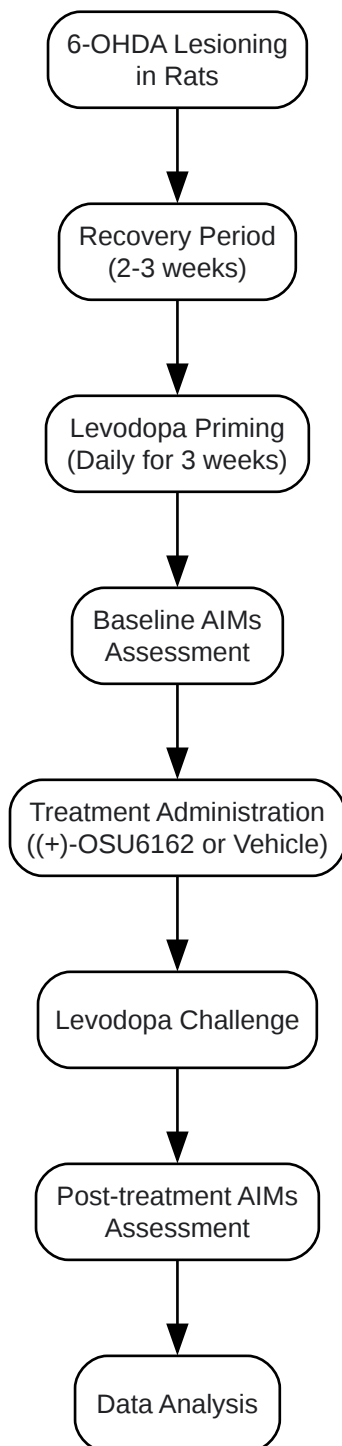 6-OHDA Lesioning
in Rats
Recovery Period
(2-3 weeks)
Levodopa Priming
(Daily for 3 weeks)
Baseline AIMs
Assessment
Treatment Administration
((+)-OSU6162 or Vehicle)
Levodopa Challenge
Post-treatment AIMs
Assessment
Data Analysis